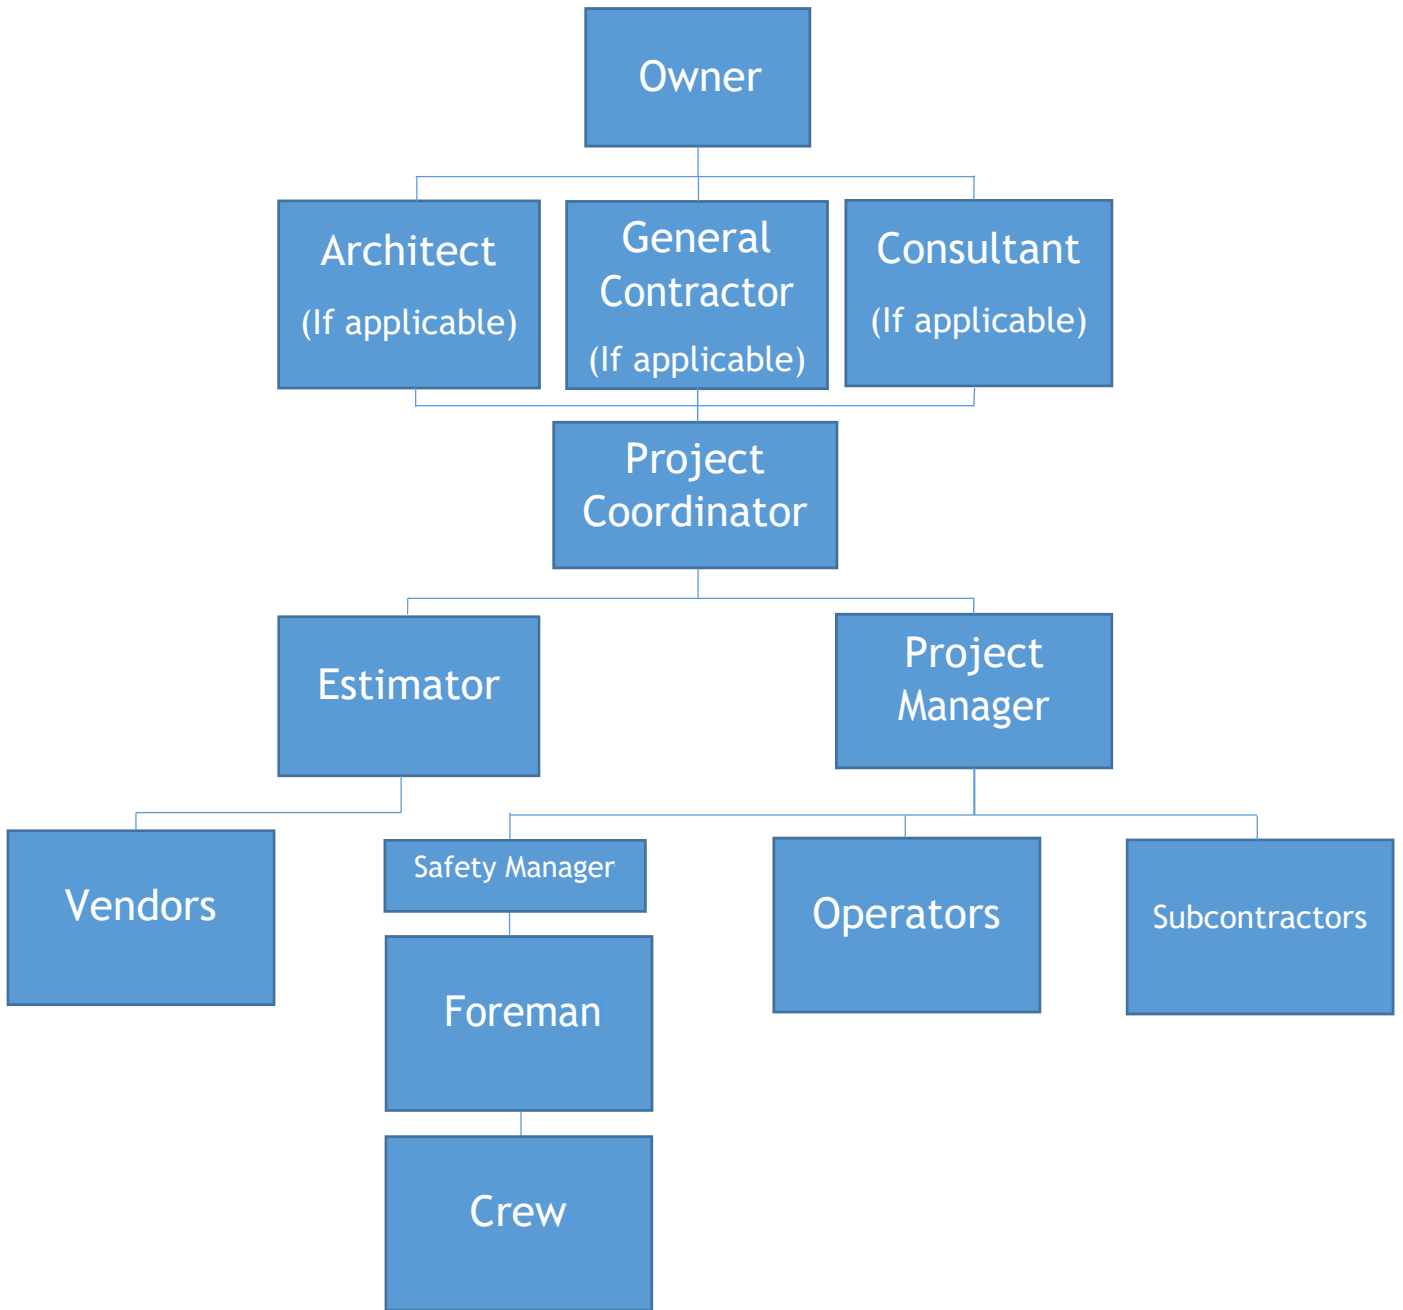 Owner
Architect
(If applicable)
General
Contractor
(If applicable)
Consultant
(If applicable)
Project
Coordinator
Estimator
Project
Manager
Vendors
Safety Manager
Foreman
Crew
Operators
Subcontractors